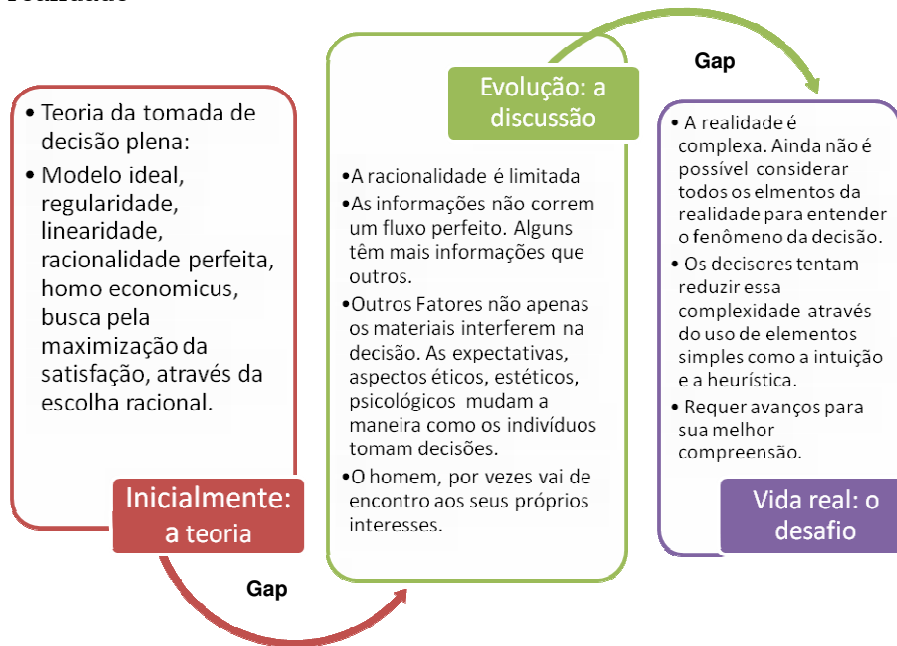 • Teoria da tomada de
decisão plena:
• Modelo ideal,
regularidade,
linearidade,
racionalidade perfeita,
homo economicus,
busca pela
maximização da
satisfação, através da
escolha racional.
Inicialmente:
a teoria
Gap
Evolução: a
discussão
•A racionalidade é limitada
•As informações não correm
um fluxo perfeito. Alguns
têm mais informações que
outros.
•Outros Fatores não apenas
os materiais interferem na
decisão. As expectativas,
aspectos éticos, estéticos,
psicológicos mudam a
maneira como os indivíduos
tomam decisões.
•O homem, por vezes vai de
encontro aos seus próprios
interesses.
Gap
• A realidade é
complexa. Ainda não é
possível considerar
todos os elmentos da
realidade para entender
o fenômeno da decisão.
• Os decisores tentam
reduzir essa
complexidade através
do uso de elementos
simples como a intuição
e a heurística.
• Requer avanços para
sua melhor
compreensão.
Vida real: o
desafio